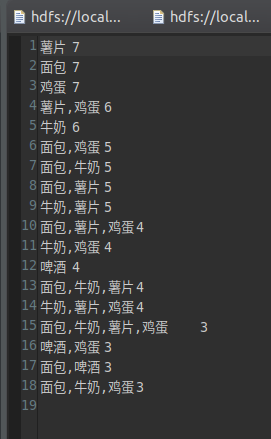 hdfs://local... hdfs://local...
1 薯片 7
2 面包 7
3 鸡蛋 7
4 薯片,鸡蛋 6
5 牛奶 6
6 面包,鸡蛋 5
7 面包,牛奶 5
8 面包,薯片 5
9 牛奶,薯片 5
10 面包,薯片,鸡蛋4
11 牛奶,鸡蛋 4
12 啤酒 4
13 面包,牛奶,薯片4
14 牛奶,薯片,鸡蛋4
15 面包,牛奶,薯片,鸡蛋 3
16 啤酒,鸡蛋 3
17 面包,啤酒 3
18 面包,牛奶,鸡蛋3
19